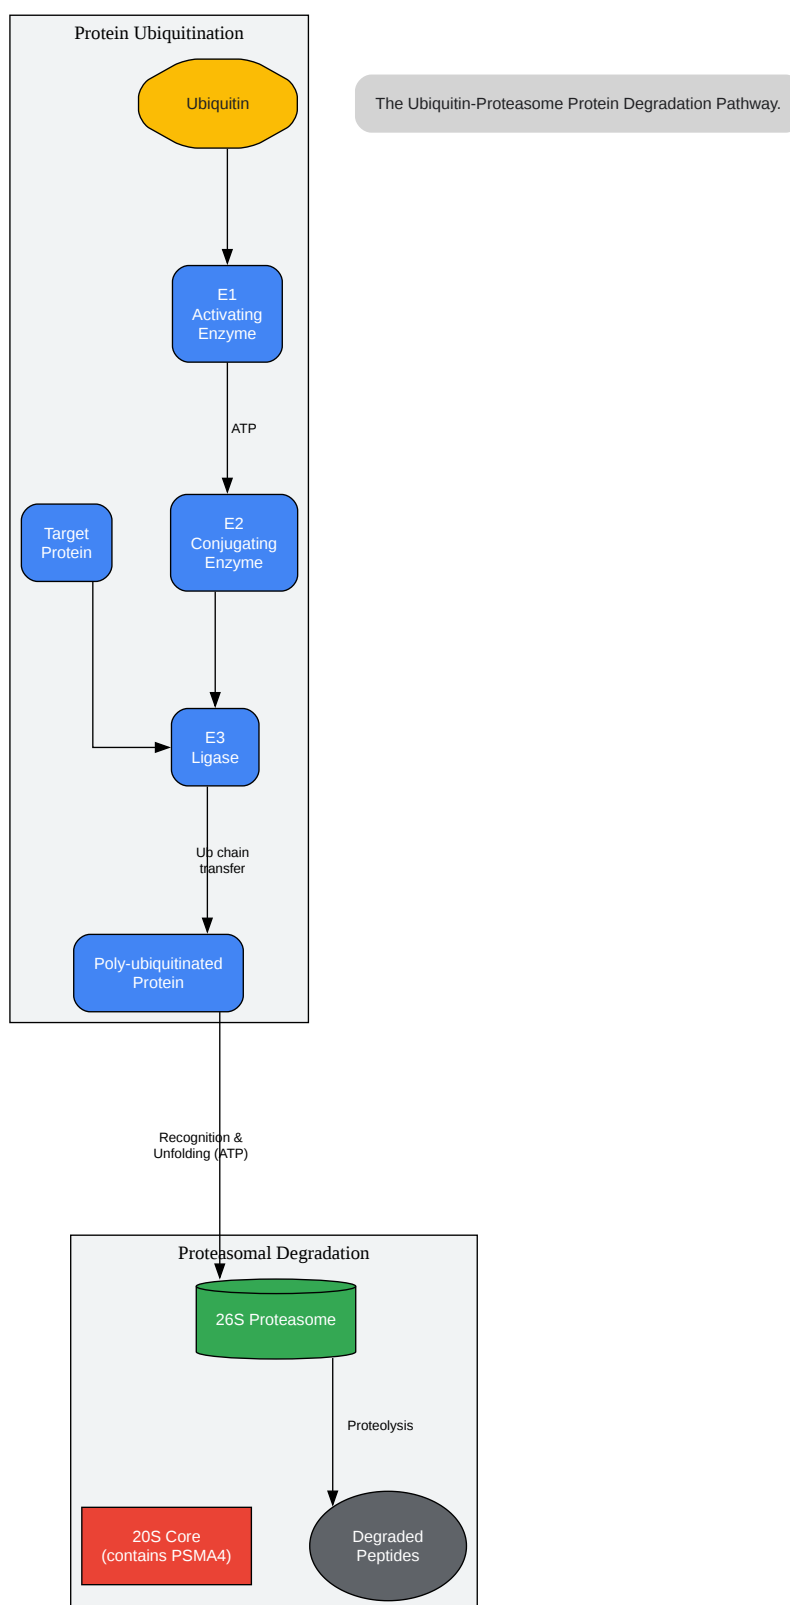 Protein Ubiquitination
Ubiquitin
The Ubiquitin-Proteasome Protein Degradation Pathway.
E1
Activating
Enzyme
ATP
Target
Protein
E2
Conjugating
Enzyme
E3
Ligase
Ub chain
transfer
Poly-ubiquitinated
Protein
Recognition &
Unfolding (ATP)
Proteasomal Degradation
26S Proteasome
Proteolysis
20S Core
(contains PSMA4)
Degraded
Peptides